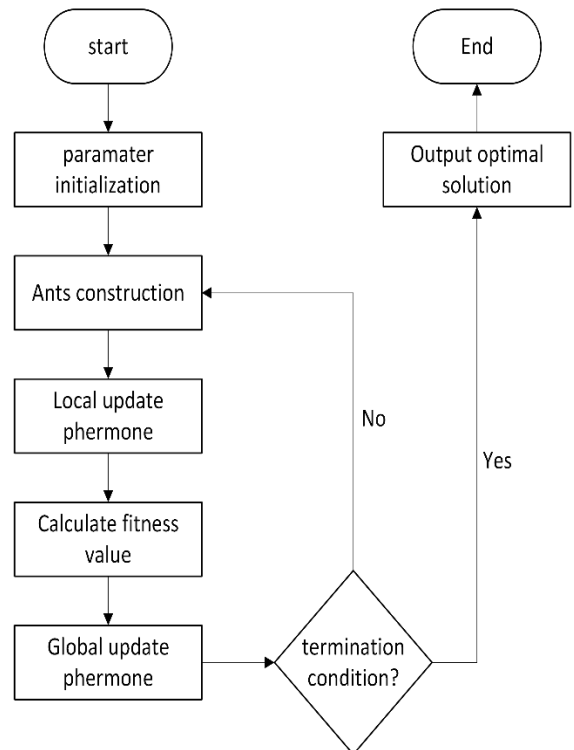 start
paramater
initialization
Ants construction
Local update
phermone
Calculate fitness
value
Global update
phermone
termination
condition?
No
Yes
Output optimal
solution
End